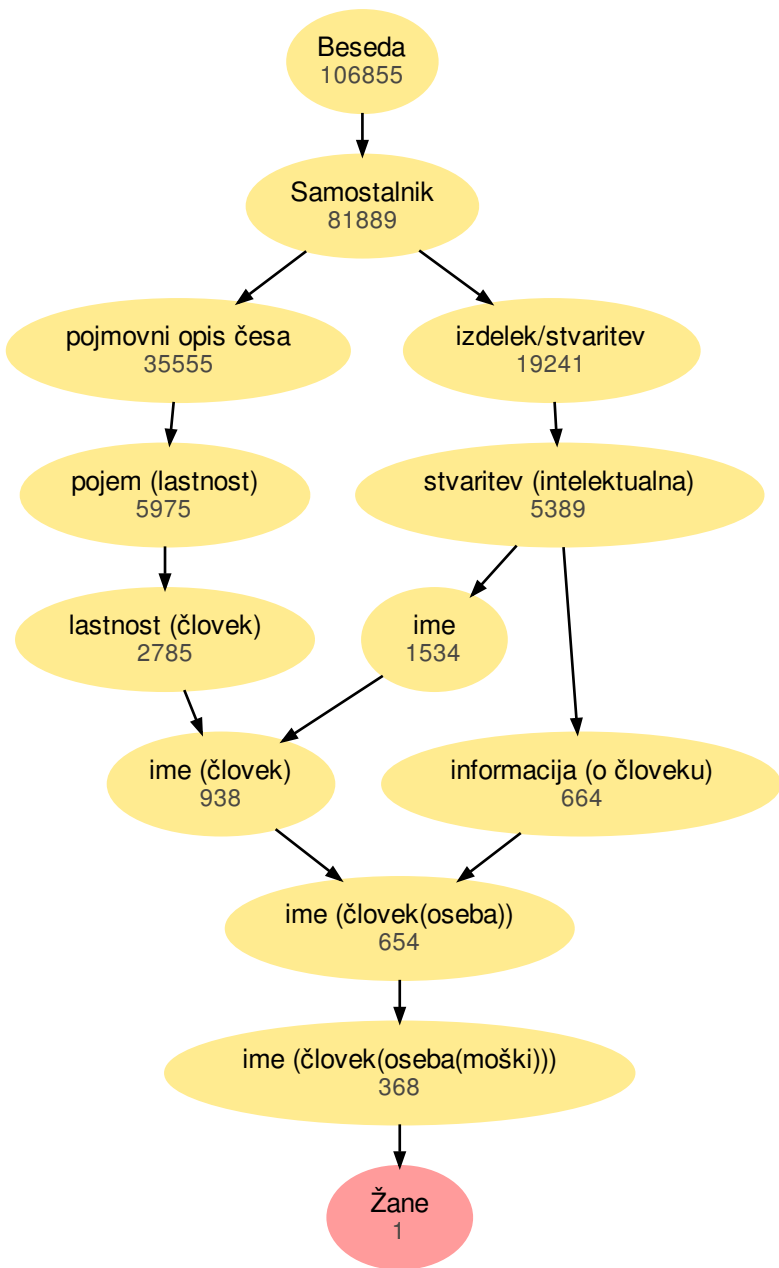 Beseda
106855
Samostalnik
81889
pojmovni opis česa
35555
izdelek/stvaritev
19241
pojem (lastnost)
5975
stvaritev (intelektualna)
5389
lastnost (človek)
2785
ime
1534
ime (človek)
938
informacija (o človeku)
664
ime (človek(oseba))
654
ime (človek(oseba(moški)))
368
Žane
1